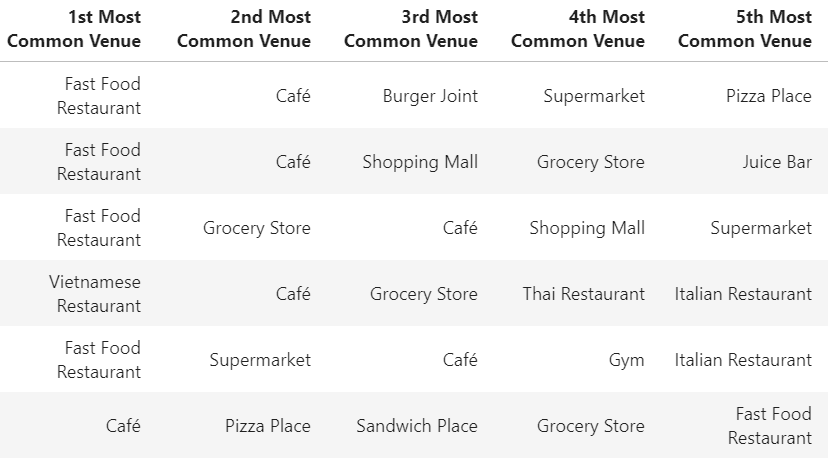 1st Most Common Venue 2nd Most Common Venue 3rd Most Common Venue 4th Most Common Venue 5th Most Common Venue
Fast Food Restaurant Café Burger Joint Supermarket Pizza Place
Fast Food Restaurant Café Shopping Mall Grocery Store Juice Bar
Fast Food Restaurant Grocery Store Café Shopping Mall Supermarket
Vietnamese Restaurant Café Grocery Store Thai Restaurant Italian Restaurant
Fast Food Restaurant Supermarket Café Gym Italian Restaurant
Café Pizza Place Sandwich Place Grocery Store Fast Food Restaurant